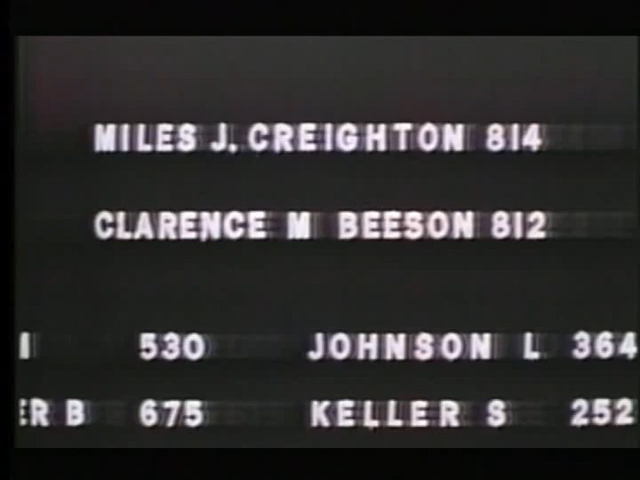 MILES J. CREIGHTON 814
CLARENCE M BEESON 812
530 JOHNSON L 364
ER B 675 KELLER S 252